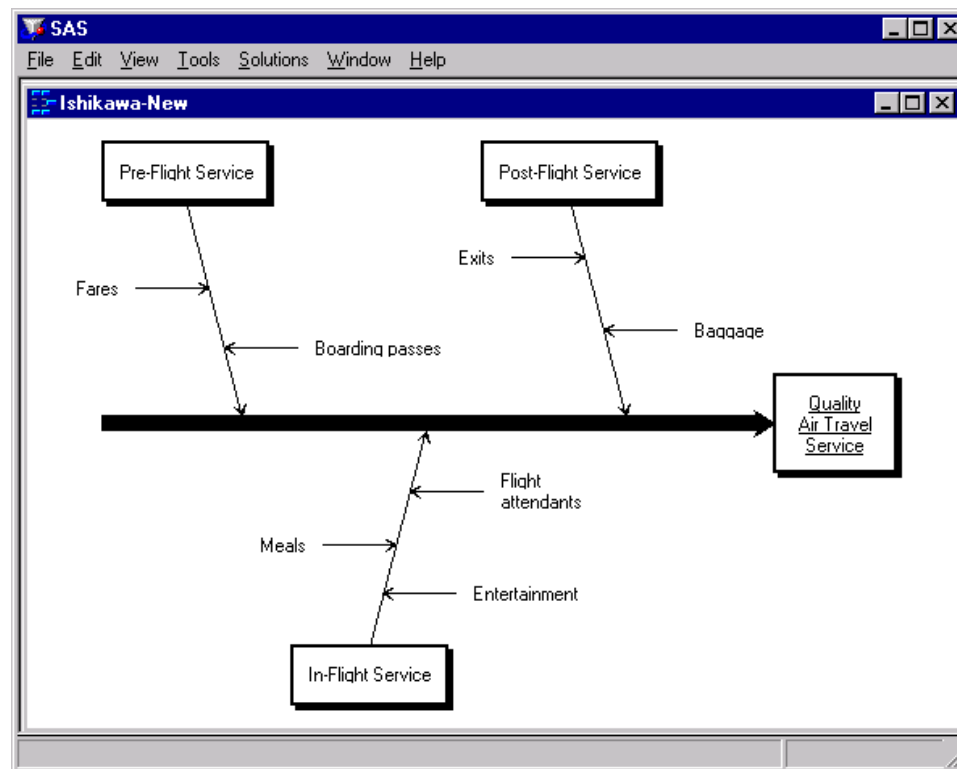 SAS
File Edit View Tools Solutions Window Help
Ishikawa-New
Pre-Flight Service
Post-Flight Service
Exits
Fares
Baggage
Boarding passes
Quality
Air Travel
Service
Flight
attendants
Meals
Entertainment
In-Flight Service